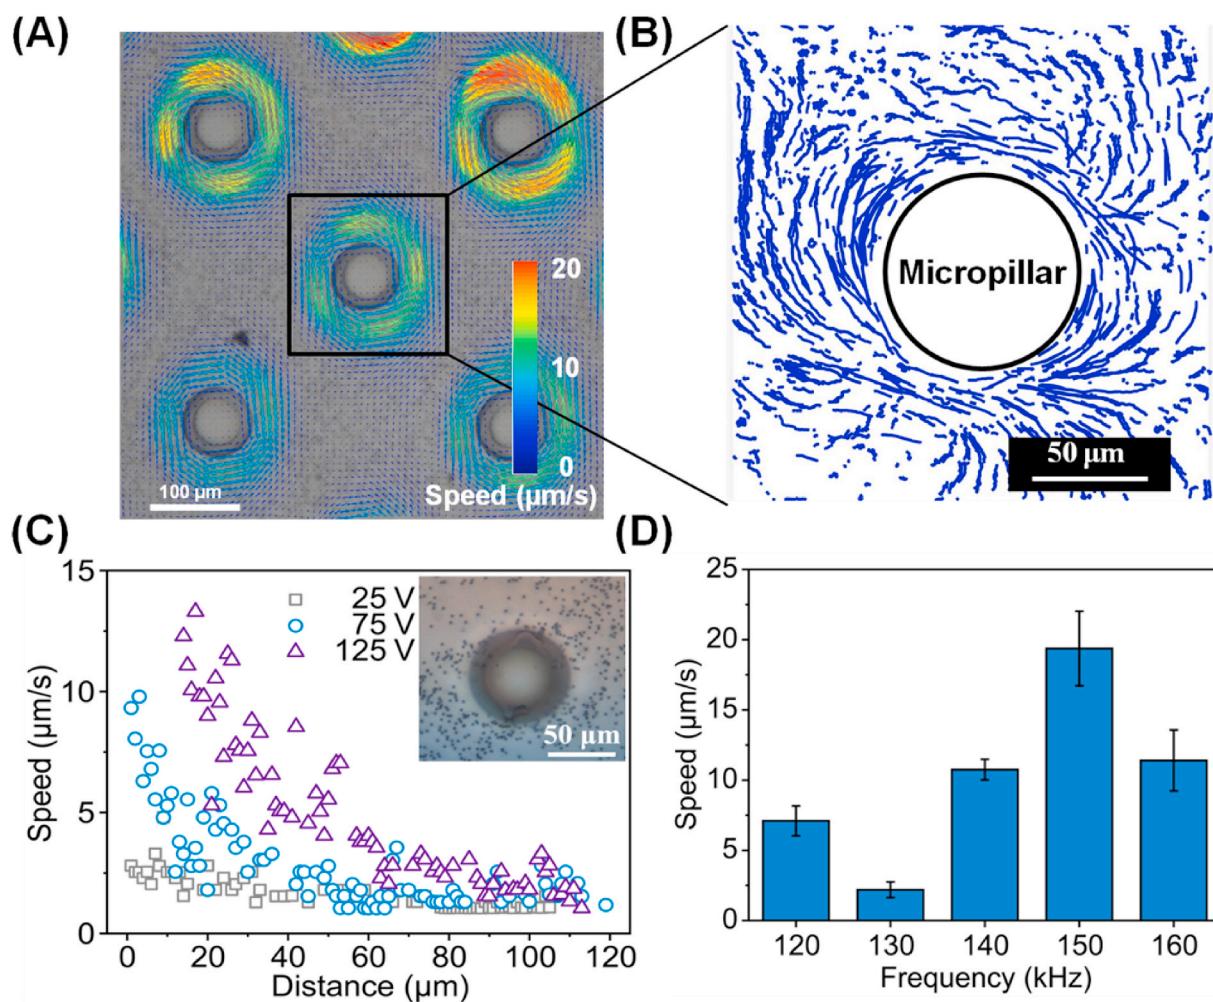 (A)
20
10
0
Speed (μm/s)
100 μm
(B)
Micropillar
50 μm
(C)
15
10
5
0
Speed (μm/s)
25 V
75 V
125 V
50 μm
0 20 40 60 80 100 120
Distance (μm)
(D)
25
20
15
10
5
0
Speed (μm/s)
120 130 140 150 160
Frequency (kHz)